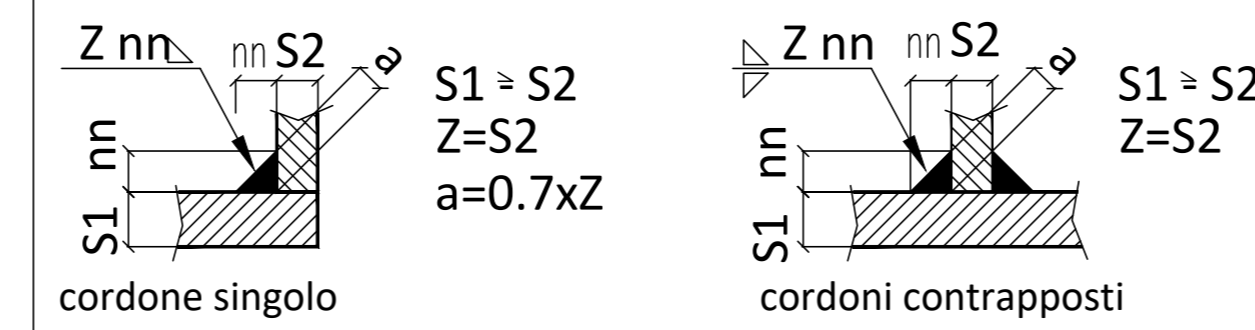 Z nn
nn S2
a
S1 ≥ S2
Z=S2
a=0.7xZ
nn
S1
cordone singolo
Z nn
nn S2
a
S1 ≥ S2
Z=S2
nn
S1
cordoni contrapposti